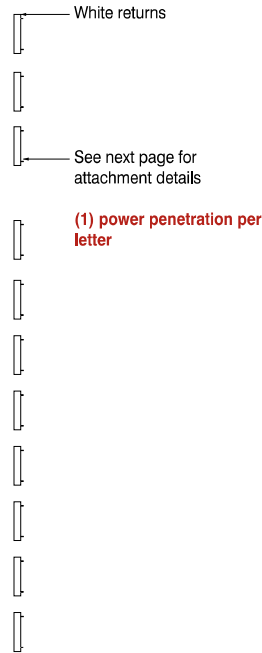 White returns
See next page for
attachment details
(1) power penetration per
letter